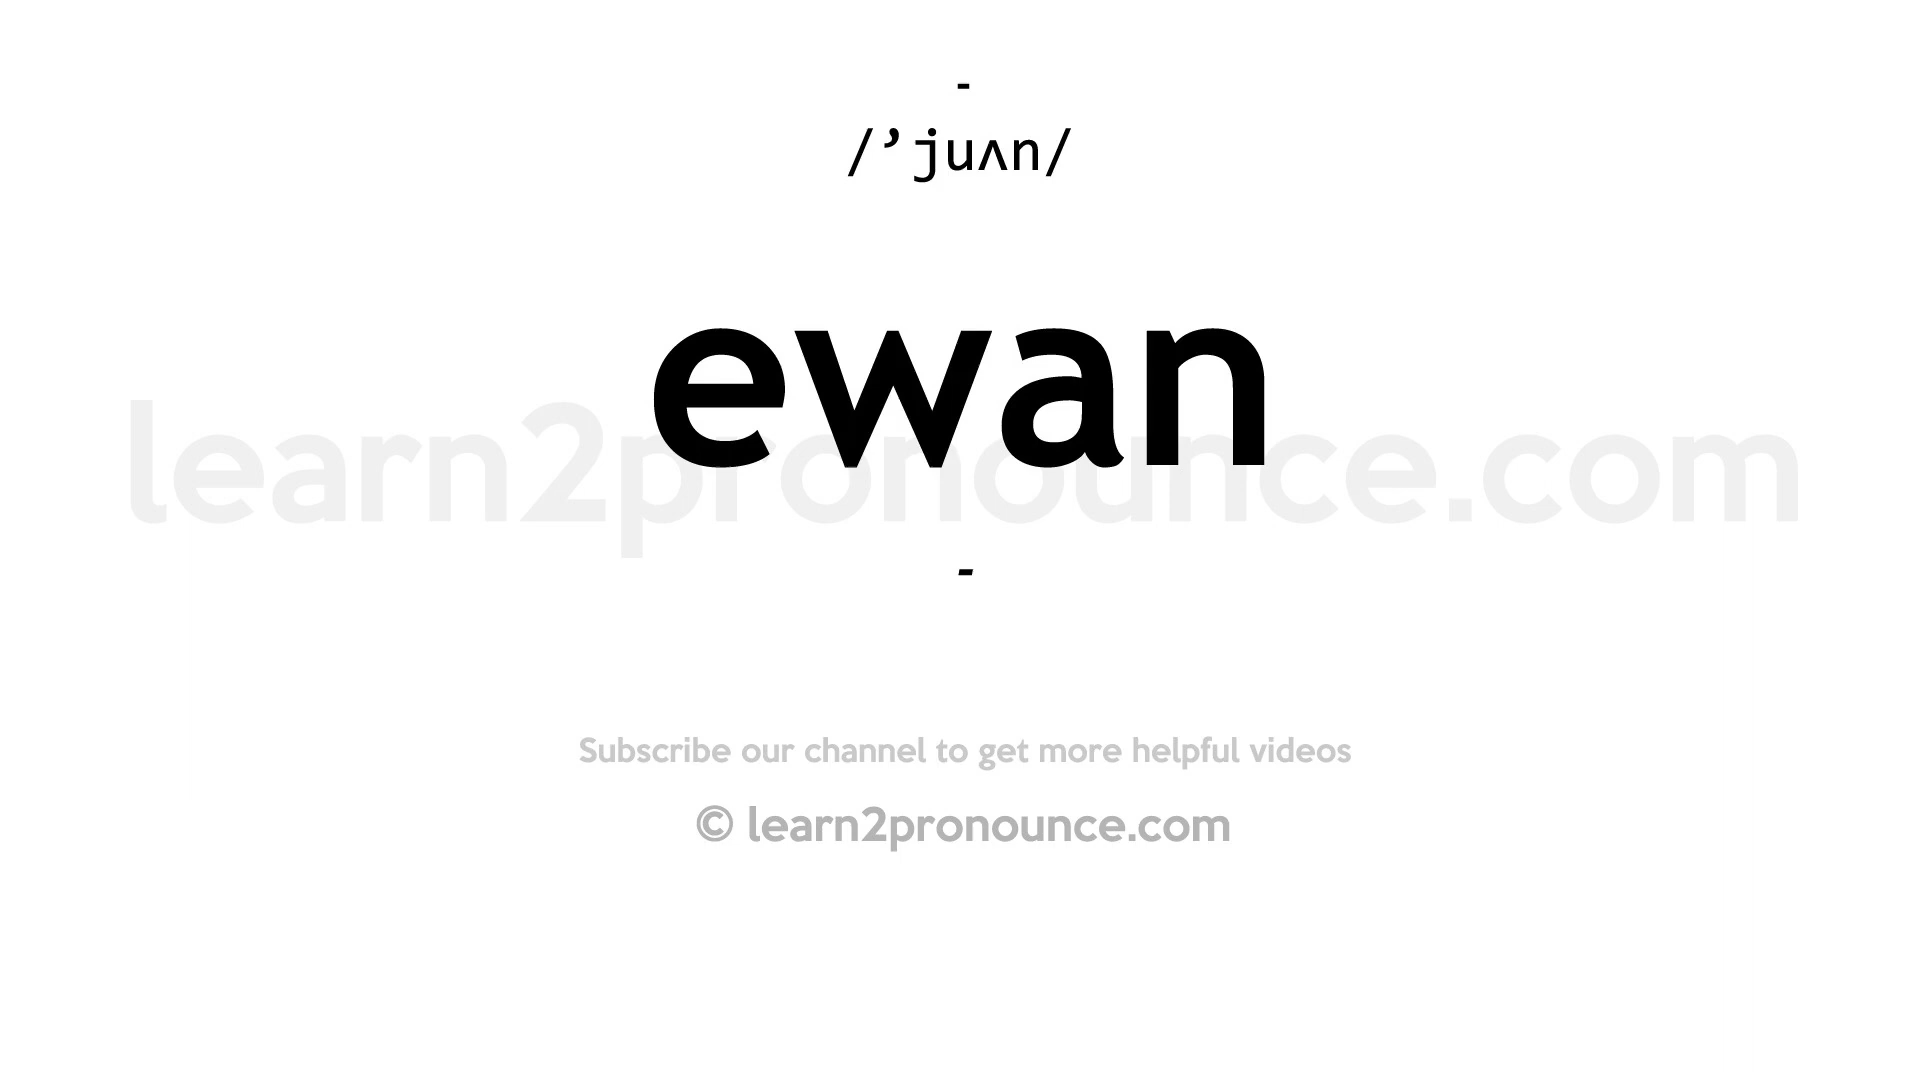 -
/’juʌn/
ewan
learn2pronounce.com
-
Subscribe our channel to get more helpful videos
© learn2pronounce.com